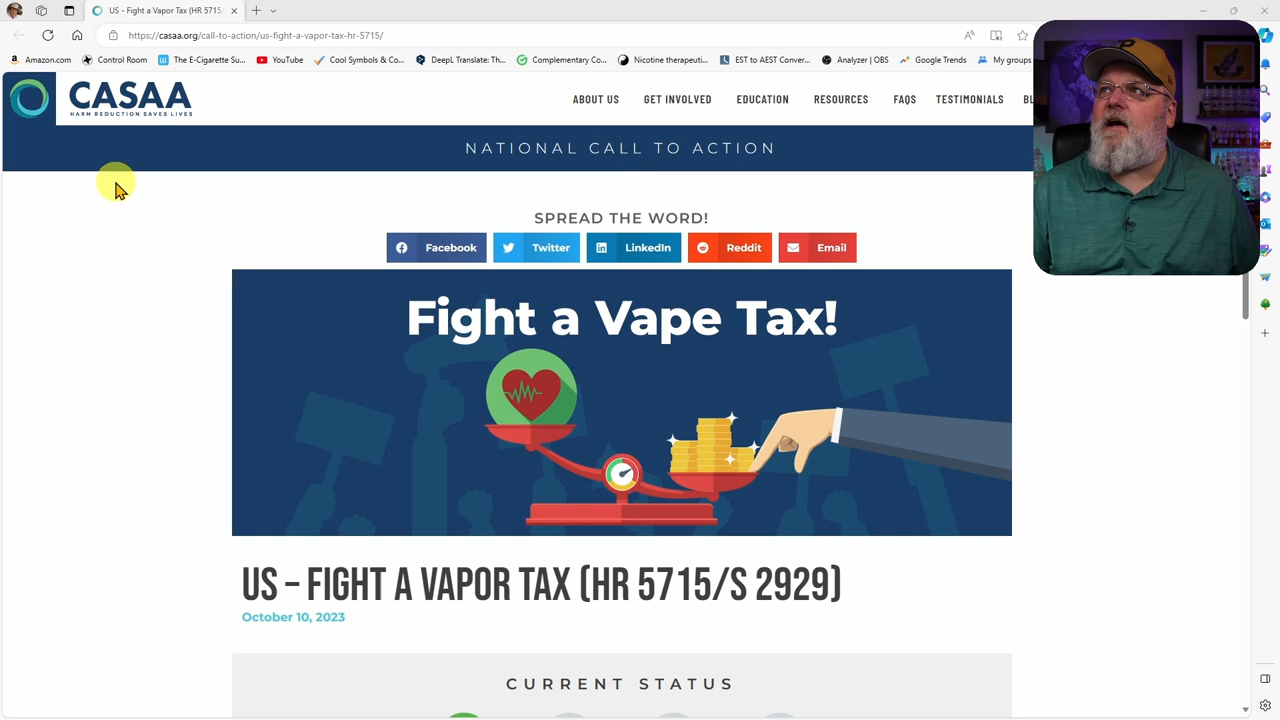 US - Fight a Vapor Tax (HR 5715/
https://casaa.org/call-to-action/us-fight-a-vapor-tax-hr-5715/
Amazon.com Control Room The E-Cigarette Su... YouTube Cool Symbols & Co... DeepL Translate: Th... Complementary Co... Nicotine therapeuti... EST to AEST Conver... Analyzer | OBS Google Trends My groups
CASAA
HARM REDUCTION SAVES LIVES
ABOUT US GET INVOLVED EDUCATION RESOURCES FAQS TESTIMONIALS BL
NATIONAL CALL TO ACTION
SPREAD THE WORD!
Facebook Twitter LinkedIn Reddit Email
Fight a Vape Tax!
US – FIGHT A VAPOR TAX (HR 5715/S 2929)
October 10, 2023
CURRENT STATUS